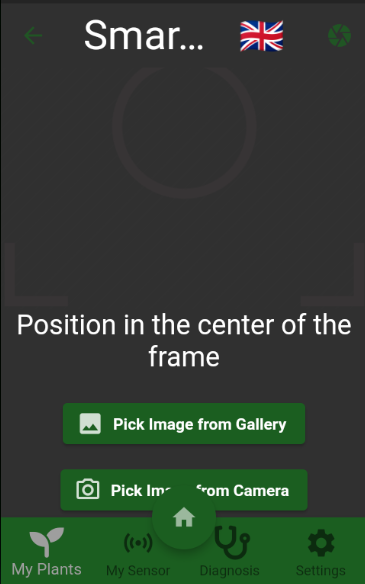 Smar...
Position in the center of the
frame
Pick Image from Gallery
Pick Ima from Camera
My Plants
My Sensor
Diagnosis
Settings